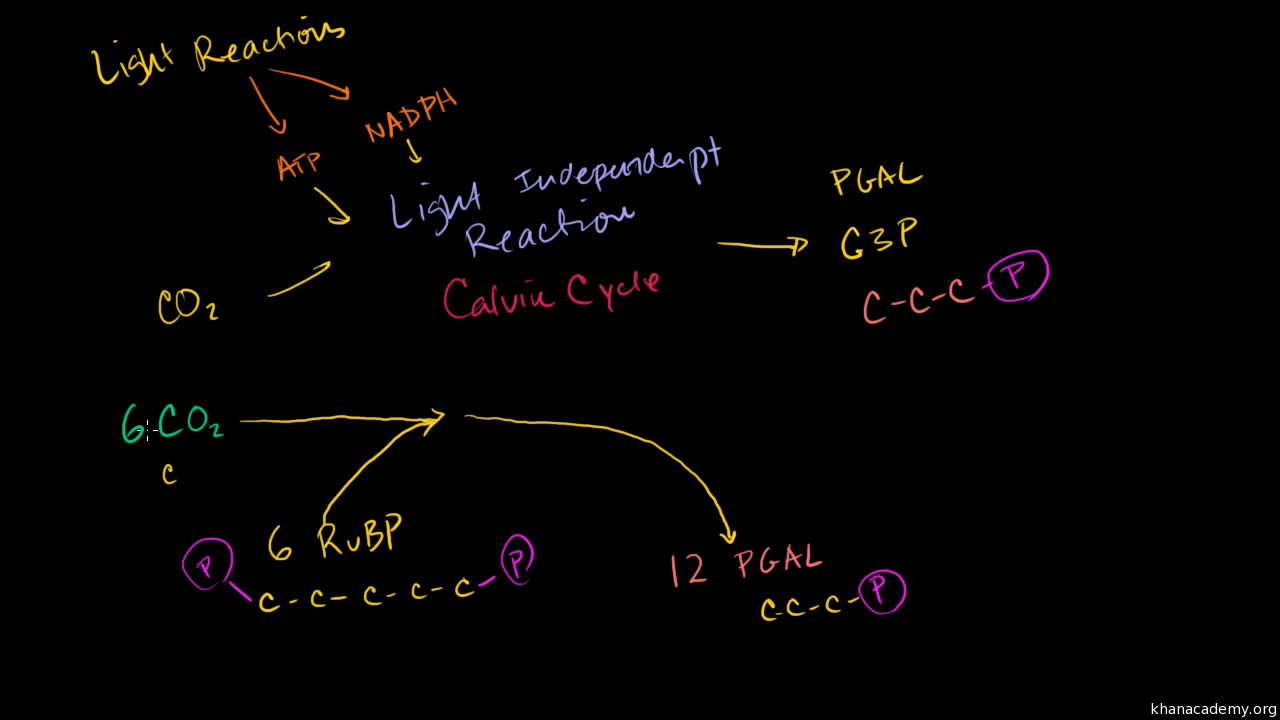 Light Reactions
ATP
NADPH
CO2
Light Independent
Reaction
Calvin Cycle
PGAL
G3P
C-C-C-P
6 CO2
C
6 RuBP
P-C-C-C-C-C-P
12 PGAL
C-C-C-P
khanacademy.org